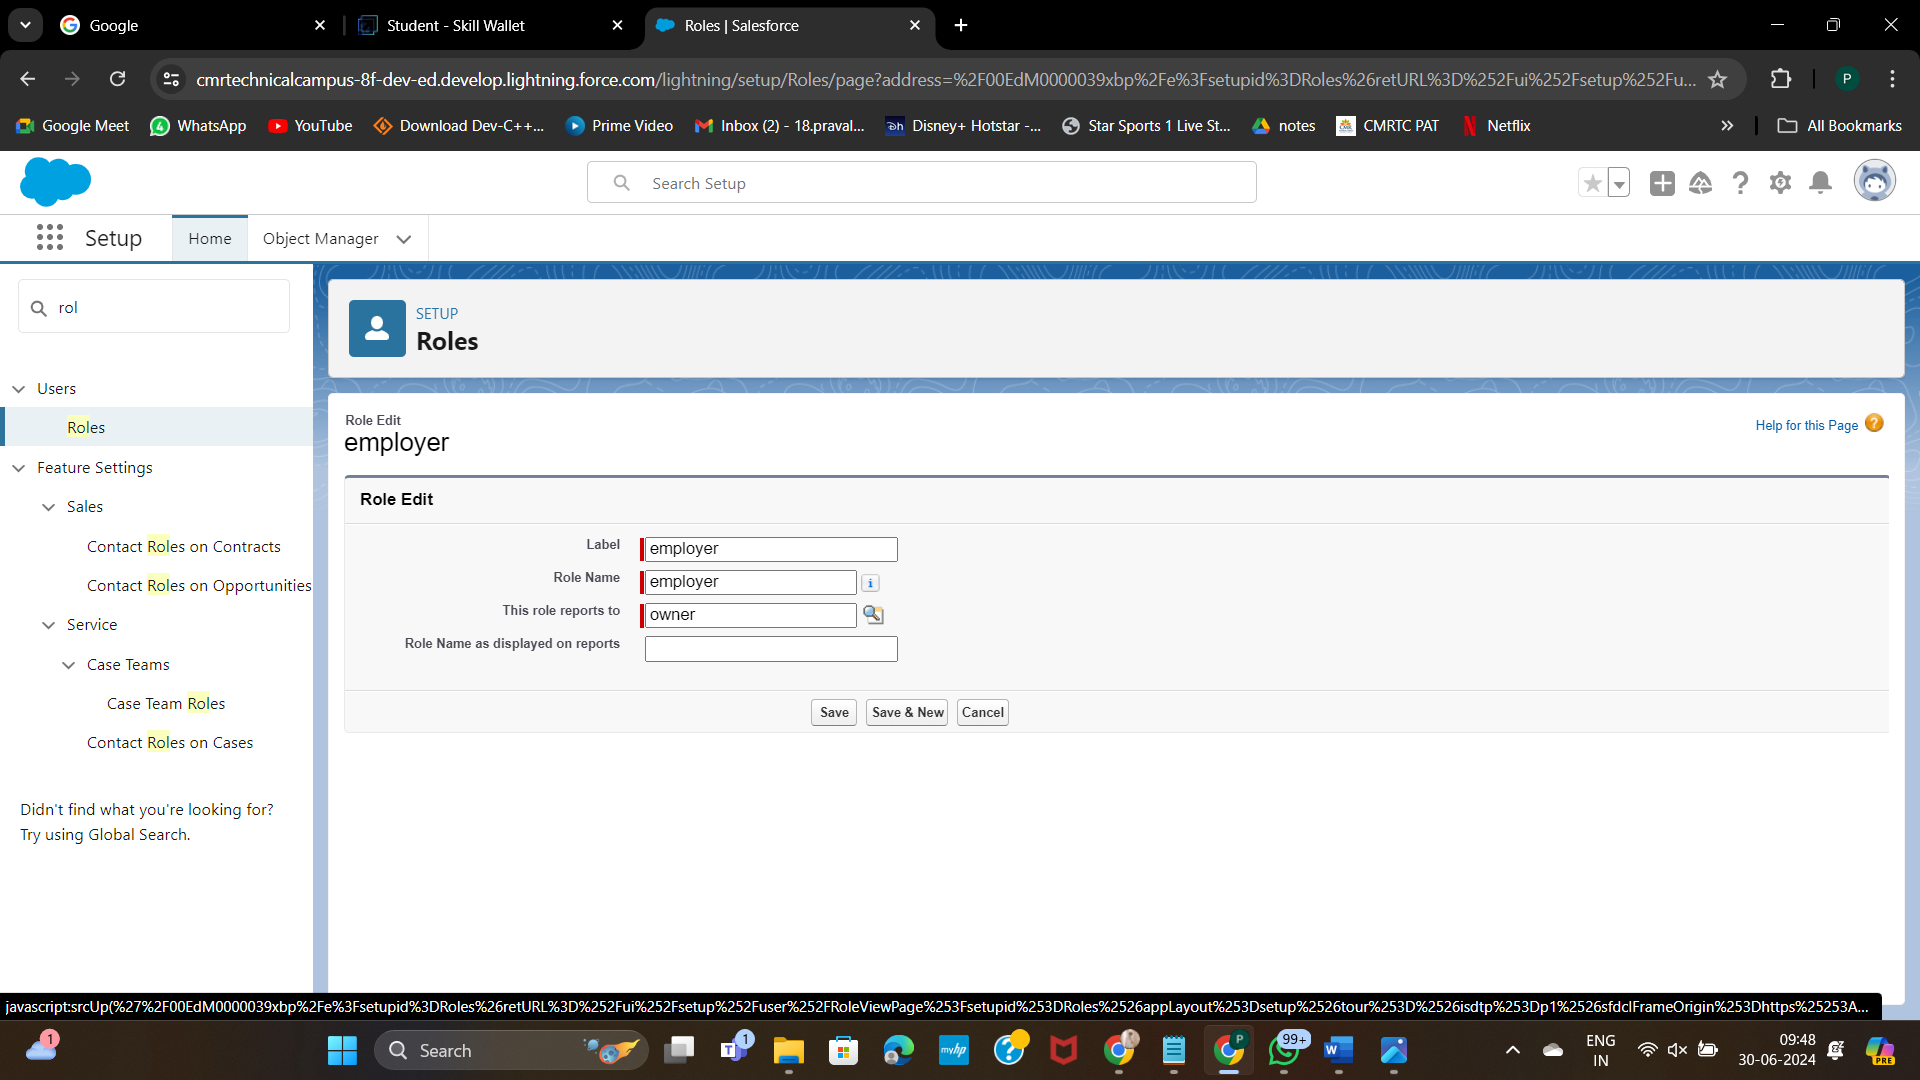 Google
Student - Skill Wallet
Roles | Salesforce
cmrtechnicalcampus-8f-dev-ed.develop.lightning.force.com/lightning/setup/Roles/page?address=%2F00EdM0000039xbp%2Fe%3Fsetupid%3DRoles%26retURL%3D%252Fui%252Fsetup%252Fu...
P
Google Meet
WhatsApp
YouTube
Download Dev-C++...
Prime Video
Inbox (2) - 18.praval...
Disney+ Hotstar -...
Star Sports 1 Live St...
notes
CMRTC PAT
Netflix
All Bookmarks
Search Setup
Setup
Home
Object Manager
rol
Users
Roles
Feature Settings
Sales
Contact Roles on Contracts
Contact Roles on Opportunities
Service
Case Teams
Case Team Roles
Contact Roles on Cases
Didn't find what you're looking for?
Try using Global Search.
SETUP
Roles
Role Edit
employer
Help for this Page
Role Edit
Label employer
Role Name employer
This role reports to owner
Role Name as displayed on reports
Save
Save & New
Cancel
javascript:srcUp(%27%2F00EdM0000039xbp%2Fe%3Fsetupid%3DRoles%26retURL%3D%252Fui%252Fsetup%252Fuser%252FRoleViewPage%253Fsetupid%253DRoles%2526appLayout%253Dsetup%2526tour%253D%2526isdtp%253Dp1%2526sfdcIFrameOrigin%253Dhttps%25253A...
1
Search
1
myhp
P
99+
ENG
IN
09:48
30-06-2024
PRE